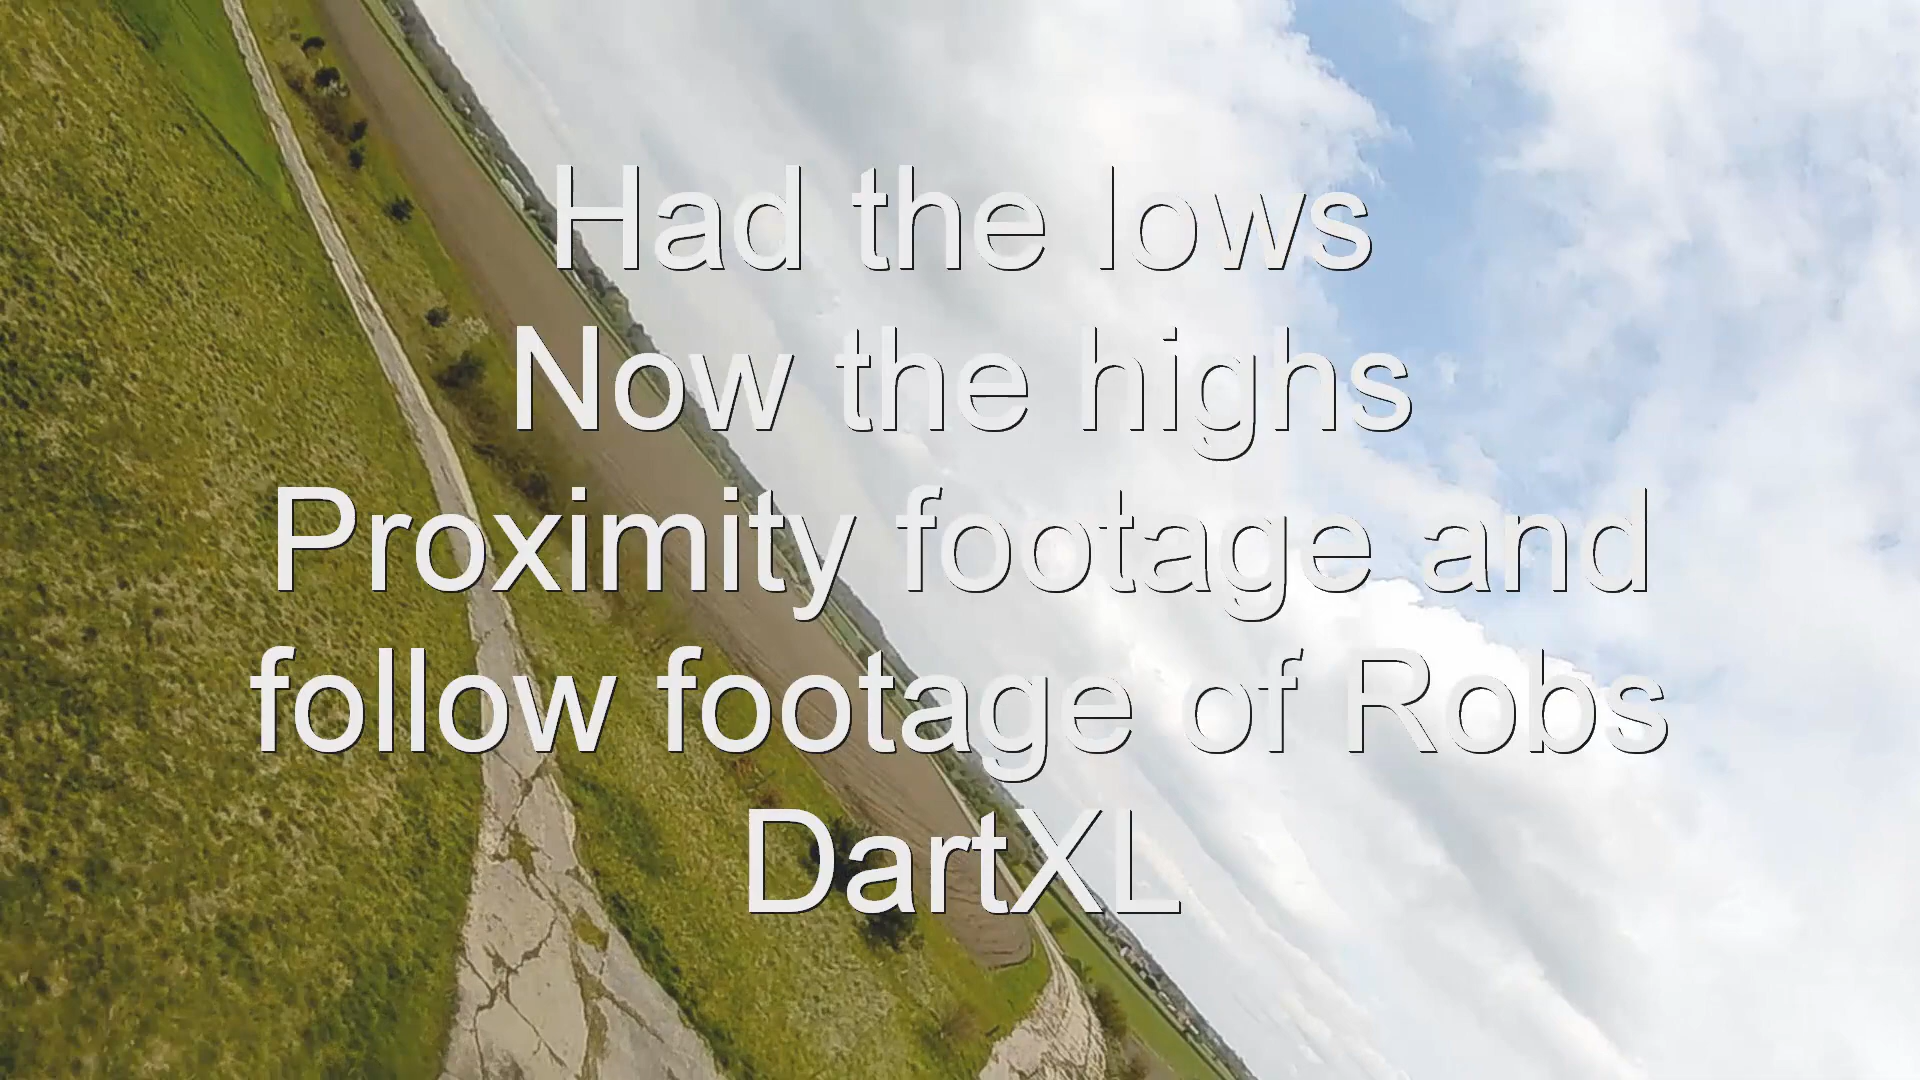 Had the lows
Now the highs
Proximity footage and
follow footage of Robs
DartXL